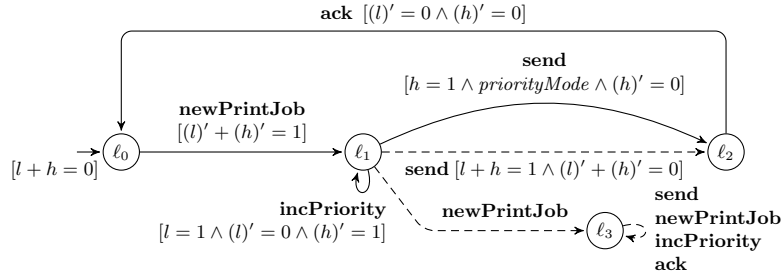 ack [(l)′ = 0 ∧ (h)′ = 0]
send
[h = 1 ∧ priorityMode ∧ (h)′ = 0]
newPrintJob
[(l)′ + (h)′ = 1]
[l + h = 0]
ℓ0
ℓ1
ℓ2
send [l + h = 1 ∧ (l)′ + (h)′ = 0]
incPriority
[l = 1 ∧ (l)′ = 0 ∧ (h)′ = 1]
newPrintJob
ℓ3
send
newPrintJob
incPriority
ack